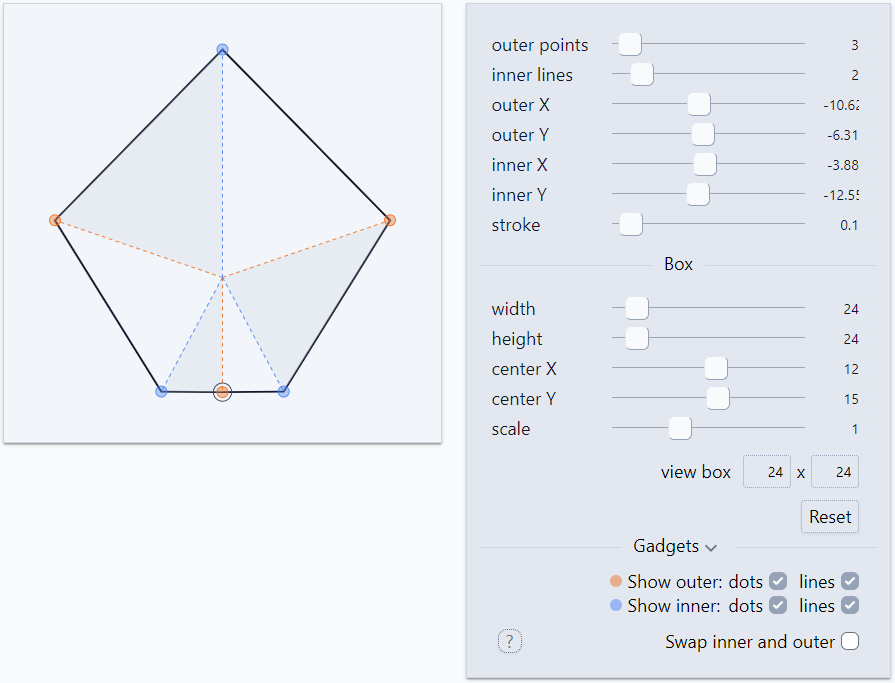 outer points 3
inner lines 2
outer X -10.62
outer Y -6.31
inner X -3.88
inner Y -12.55
stroke 0.1
Box
width 24
height 24
center X 12
center Y 15
scale 1
view box 24 x 24
Reset
Gadgets
Show outer: dots lines
Show inner: dots lines
? Swap inner and outer